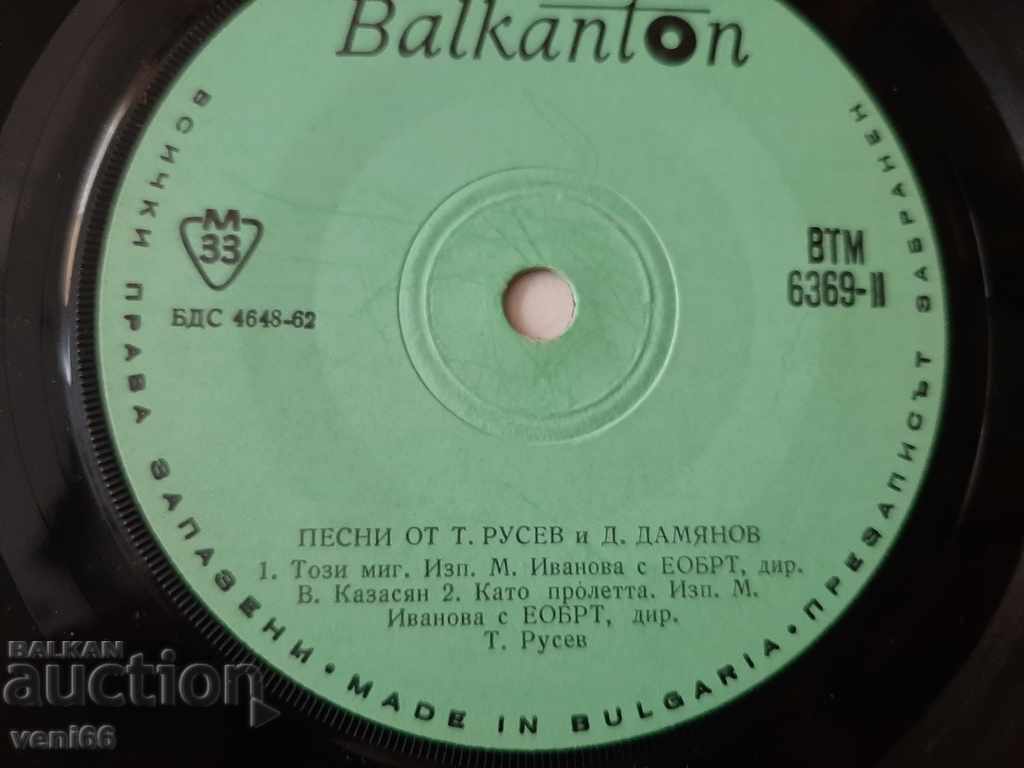 Balkanton
ВСИЧКИ ПРАВА ЗАПАЗЕНИ • MADE IN BULGARIA • ПРЕЗАПИСЪТ ЗАБРАНЕН
М
33
БДС 4648-62
ВТМ
6369-II
ПЕСНИ ОТ Т. РУСЕВ и Д. ДАМЯНОВ
1. Този миг. Изп. М. Иванова с ЕОБРТ, дир.
В. Казасян 2. Като пролетта. Изп. М.
Иванова с ЕОБРТ, дир.
Т. Русев
BALKAN
auction
veni66